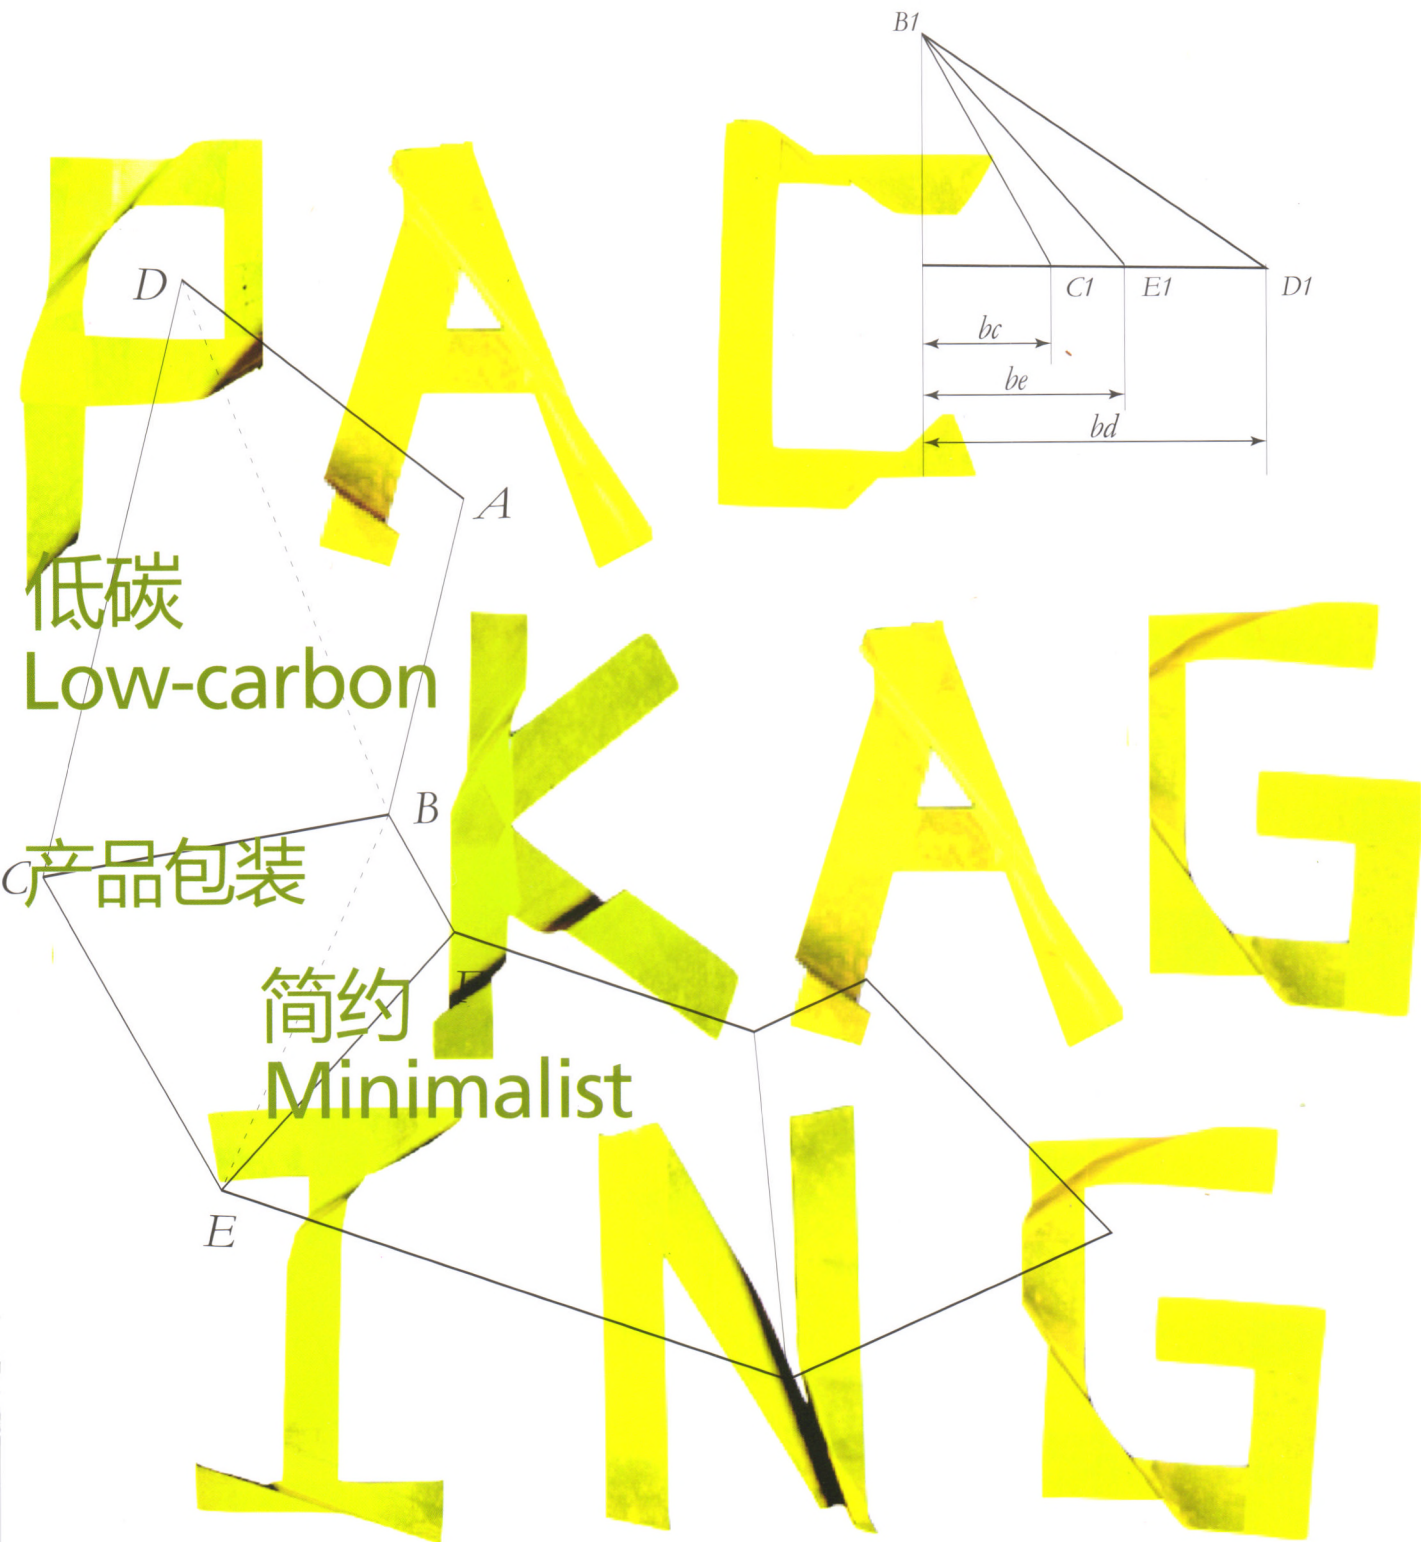 B1
PAC
D
C1 E1 D1
bc
be
bd
A
低碳
Low-carbon
KAG
B
C
产品包装
F
简约
Minimalist
ING
E